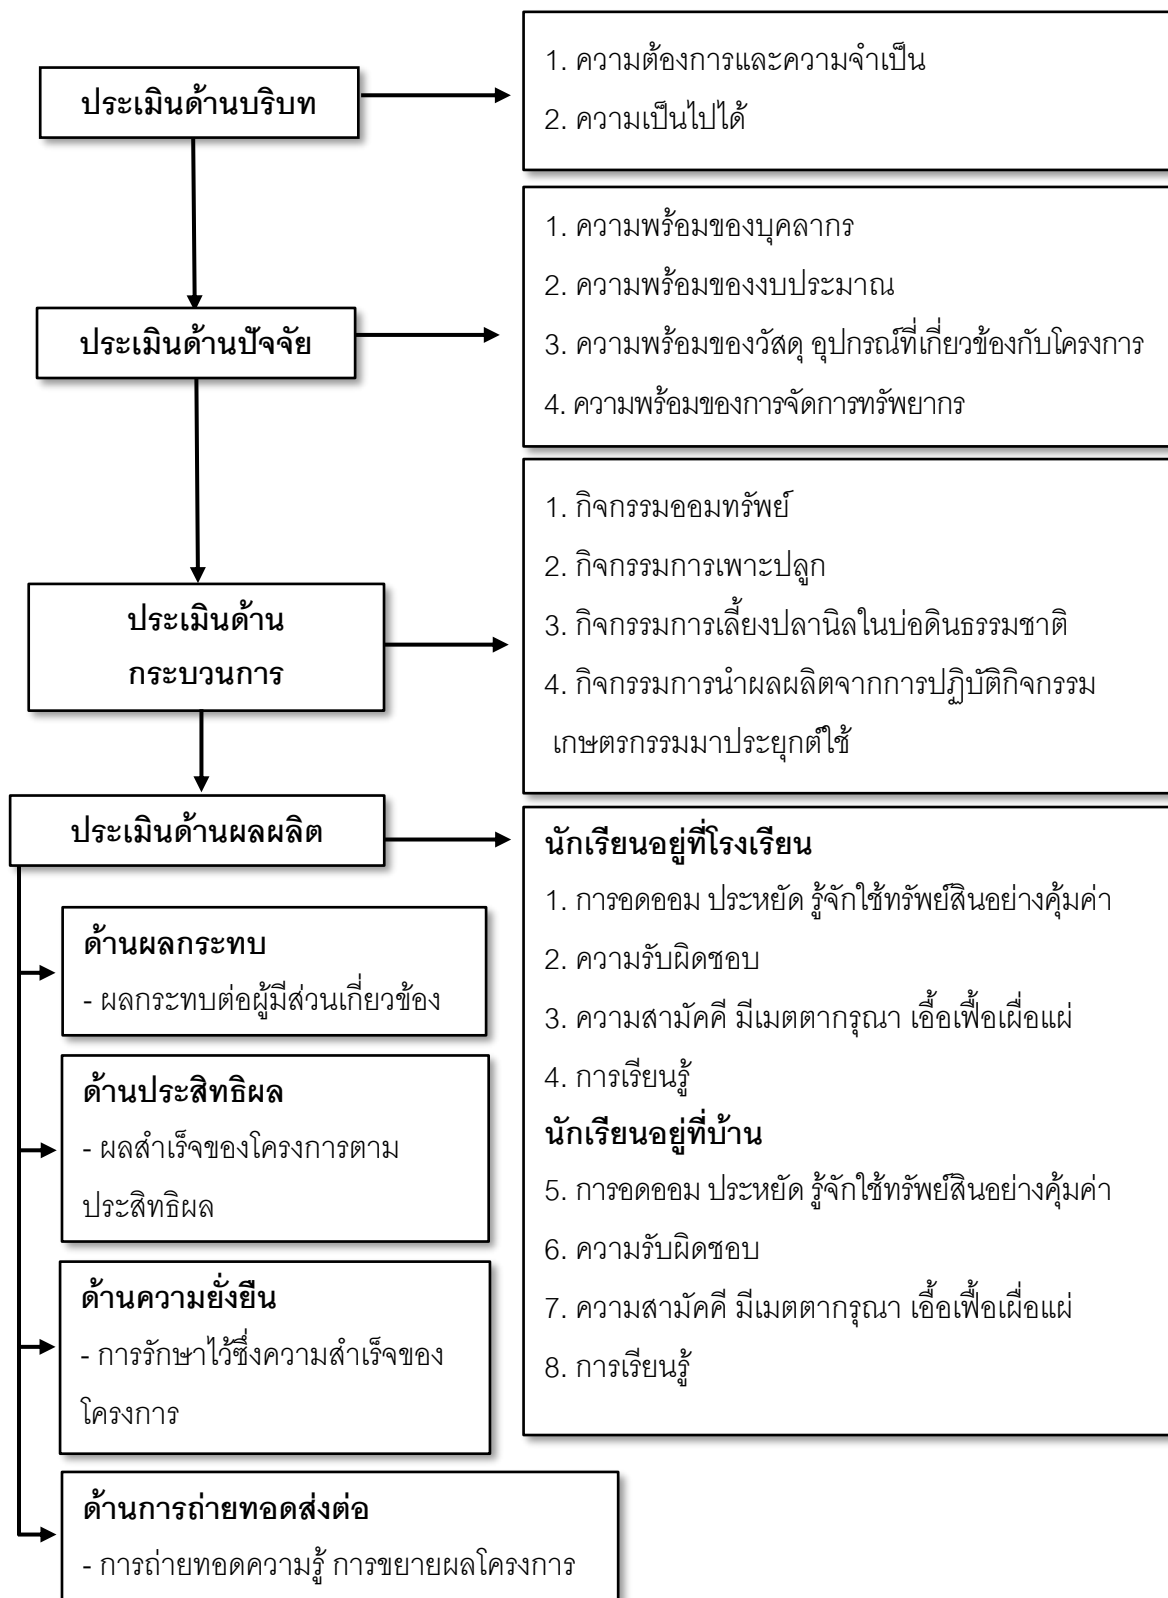 ประเมินด้านบริบท
1. ความต้องการและความจำเป็น
2. ความเป็นไปได้
ประเมินด้านปัจจัย
1. ความพร้อมของบุคลากร
2. ความพร้อมของงบประมาณ
3. ความพร้อมของวัสดุ อุปกรณ์ที่เกี่ยวข้องกับโครงการ
4. ความพร้อมของการจัดการทรัพยากร
ประเมินด้าน
กระบวนการ
1. กิจกรรมออมทรัพย์
2. กิจกรรมการเพาะปลูก
3. กิจกรรมการเลี้ยงปลานิลในบ่อดินธรรมชาติ
4. กิจกรรมการนำผลผลิตจากการปฏิบัติกิจกรรม
เกษตรกรรมมาประยุกต์ใช้
ประเมินด้านผลผลิต
นักเรียนอยู่ที่โรงเรียน
1. การอดออม ประหยัด รู้จักใช้ทรัพย์สินอย่างคุ้มค่า
2. ความรับผิดชอบ
3. ความสามัคคี มีเมตตากรุณา เอื้อเฟื้อเผื่อแผ่
4. การเรียนรู้
นักเรียนอยู่ที่บ้าน
5. การอดออม ประหยัด รู้จักใช้ทรัพย์สินอย่างคุ้มค่า
6. ความรับผิดชอบ
7. ความสามัคคี มีเมตตากรุณา เอื้อเฟื้อเผื่อแผ่
8. การเรียนรู้
ด้านผลกระทบ
- ผลกระทบต่อผู้มีส่วนเกี่ยวข้อง
ด้านประสิทธิผล
- ผลสำเร็จของโครงการตาม
ประสิทธิผล
ด้านความยั่งยืน
- การรักษาไว้ซึ่งความสำเร็จของ
โครงการ
ด้านการถ่ายทอดส่งต่อ
- การถ่ายทอดความรู้ การขยายผลโครงการ